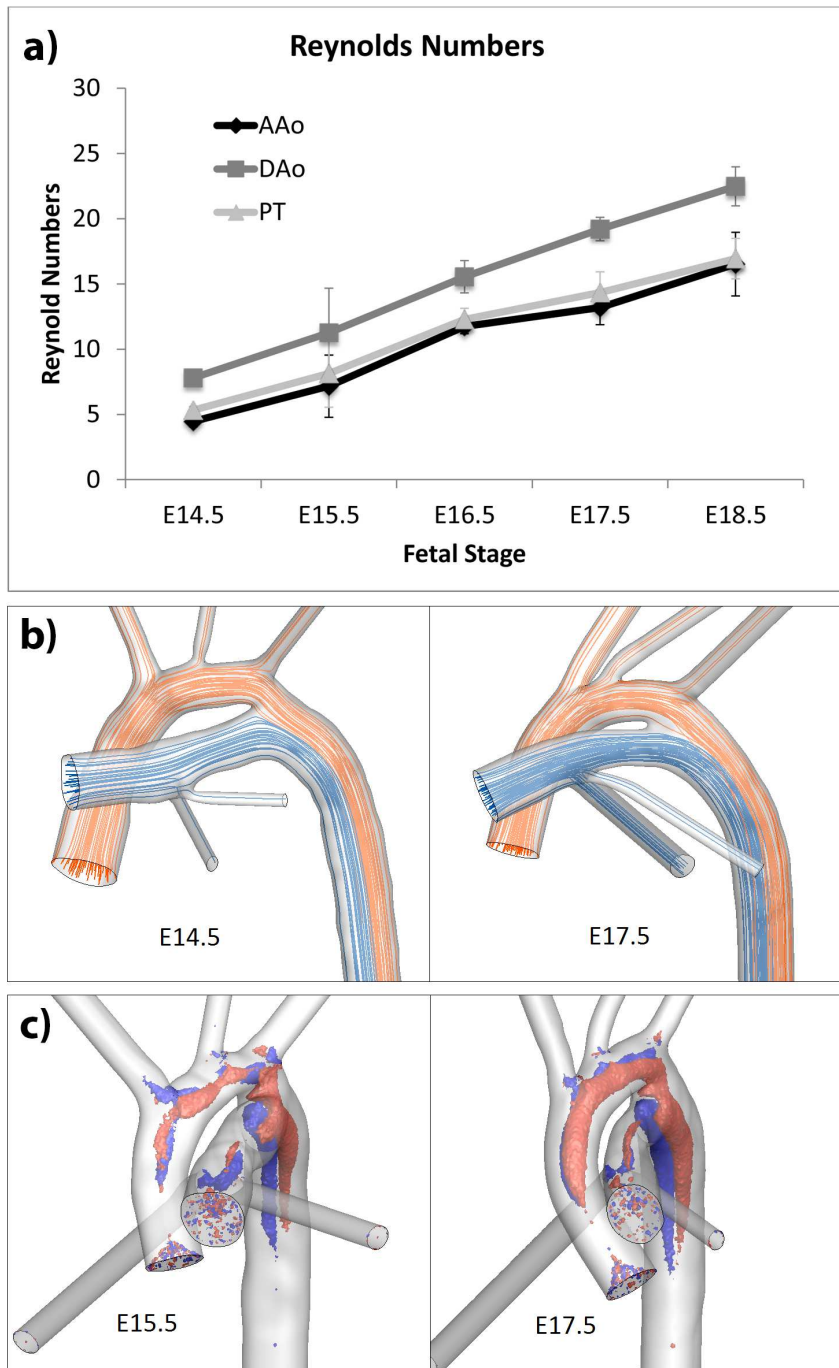 a)
Reynolds Numbers
30
25
20
15
10
5
0
Reynold Numbers
AAo
DAo
PT
E14.5 E15.5 E16.5 E17.5 E18.5
Fetal Stage
b)
E14.5
E17.5
c)
E15.5
E17.5